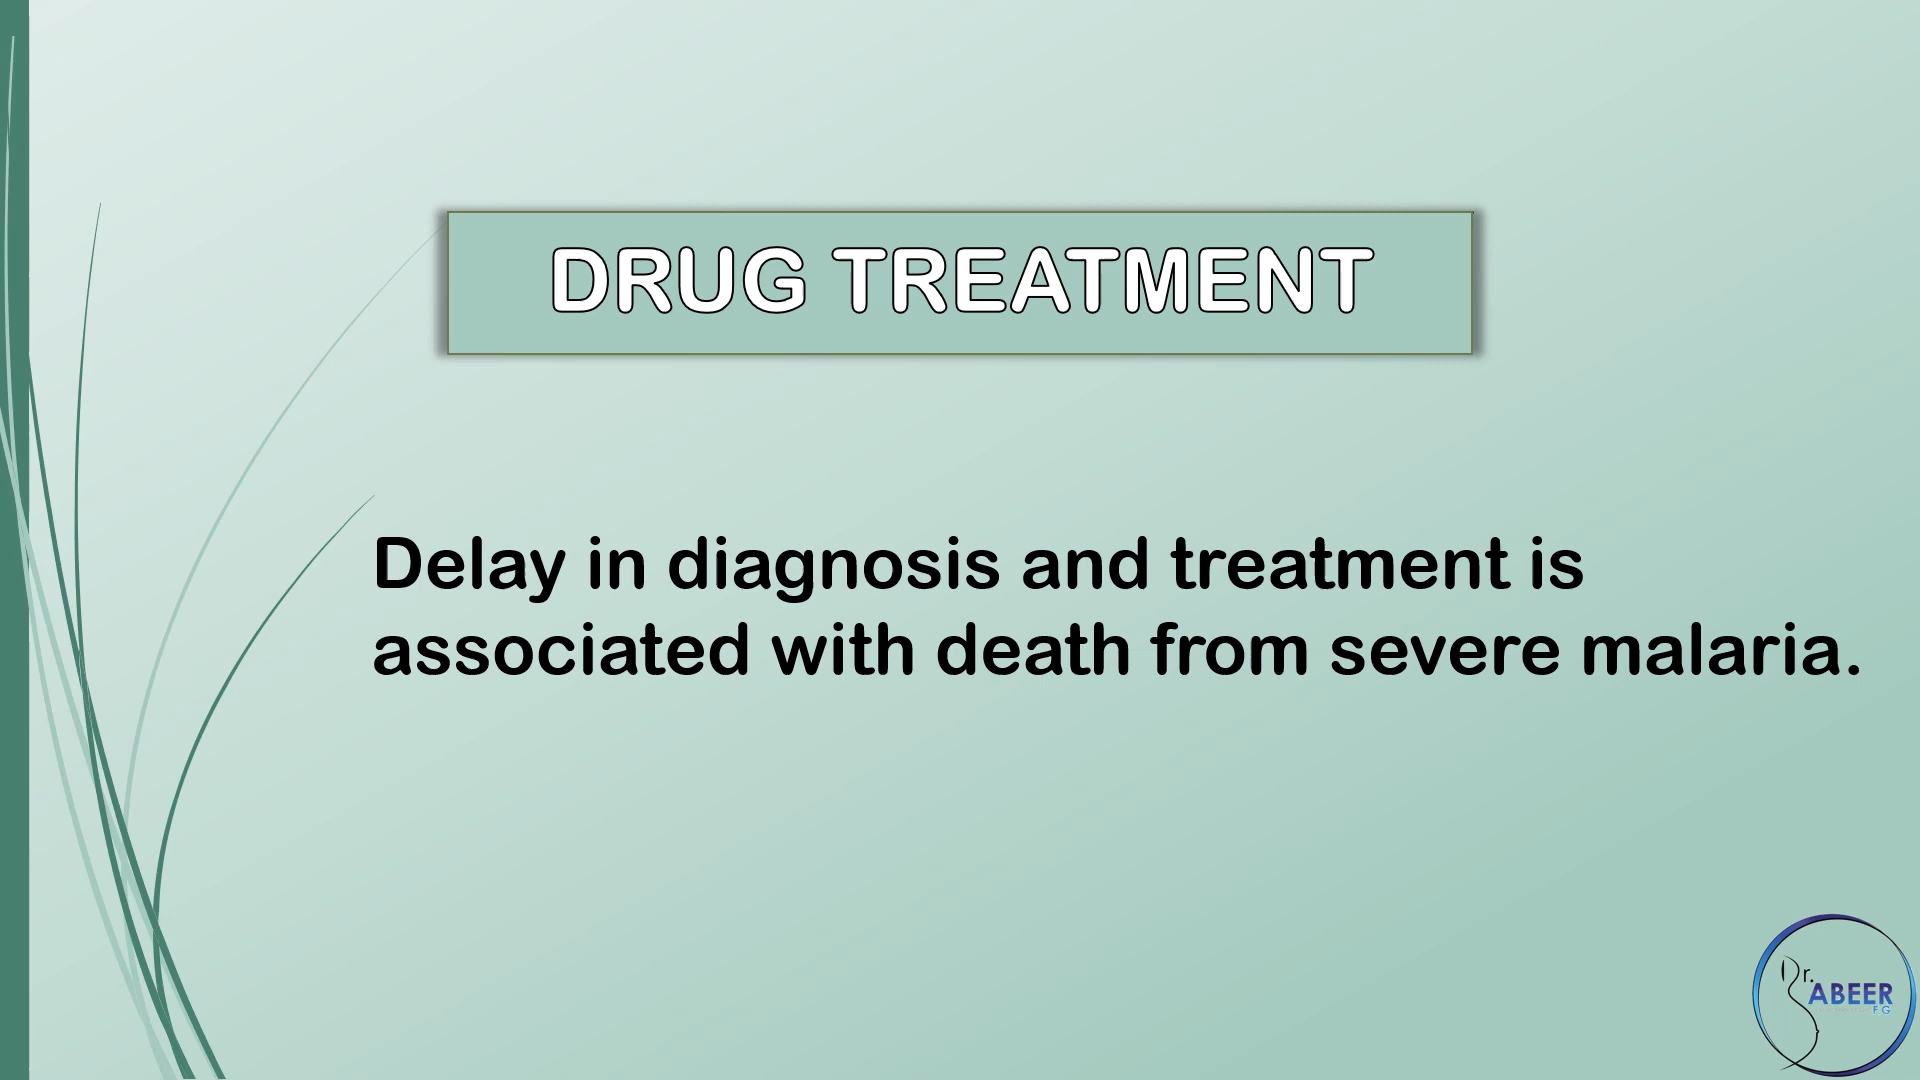 DRUG TREATMENT
Delay in diagnosis and treatment is
associated with death from severe malaria.
Dr.
ABEER
F.G